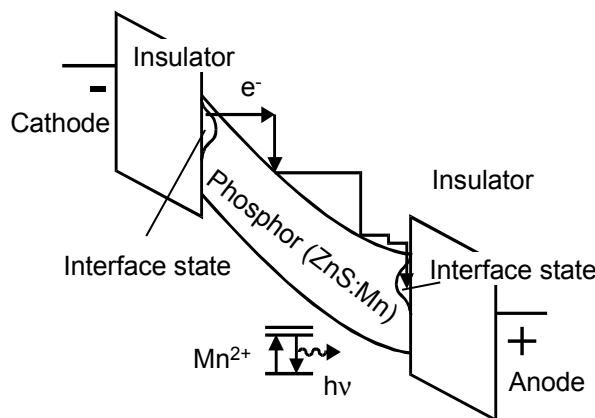 Insulator
-
e-
Cathode
Insulator
Phosphor (ZnS:Mn)
Interface state
Interface state
Mn2+
hν
+
Anode